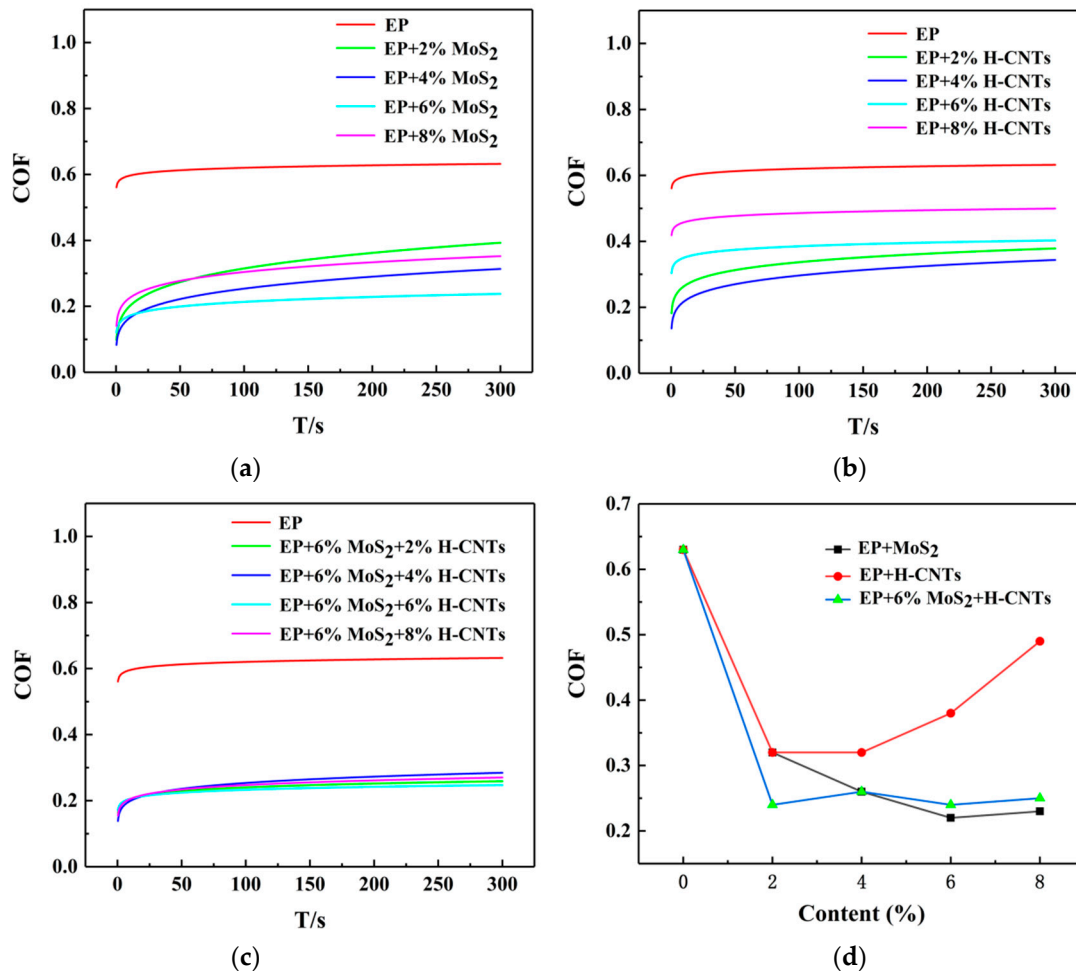 EP
EP+2% MoS2
EP+4% MoS2
EP+6% MoS2
EP+8% MoS2
1.0
0.8
0.6
0.4
0.2
0.0
COF
0 50 100 150 200 250 300
T/s
(a)
EP
EP+2% H-CNTs
EP+4% H-CNTs
EP+6% H-CNTs
EP+8% H-CNTs
1.0
0.8
0.6
0.4
0.2
0.0
COF
0 50 100 150 200 250 300
T/s
(b)
EP
EP+6% MoS2+2% H-CNTs
EP+6% MoS2+4% H-CNTs
EP+6% MoS2+6% H-CNTs
EP+6% MoS2+8% H-CNTs
1.0
0.8
0.6
0.4
0.2
0.0
COF
0 50 100 150 200 250 300
T/s
(c)
EP+MoS2
EP+H-CNTs
EP+6% MoS2+H-CNTs
0.7
0.6
0.5
0.4
0.3
0.2
COF
0 2 4 6 8
Content (%)
(d)